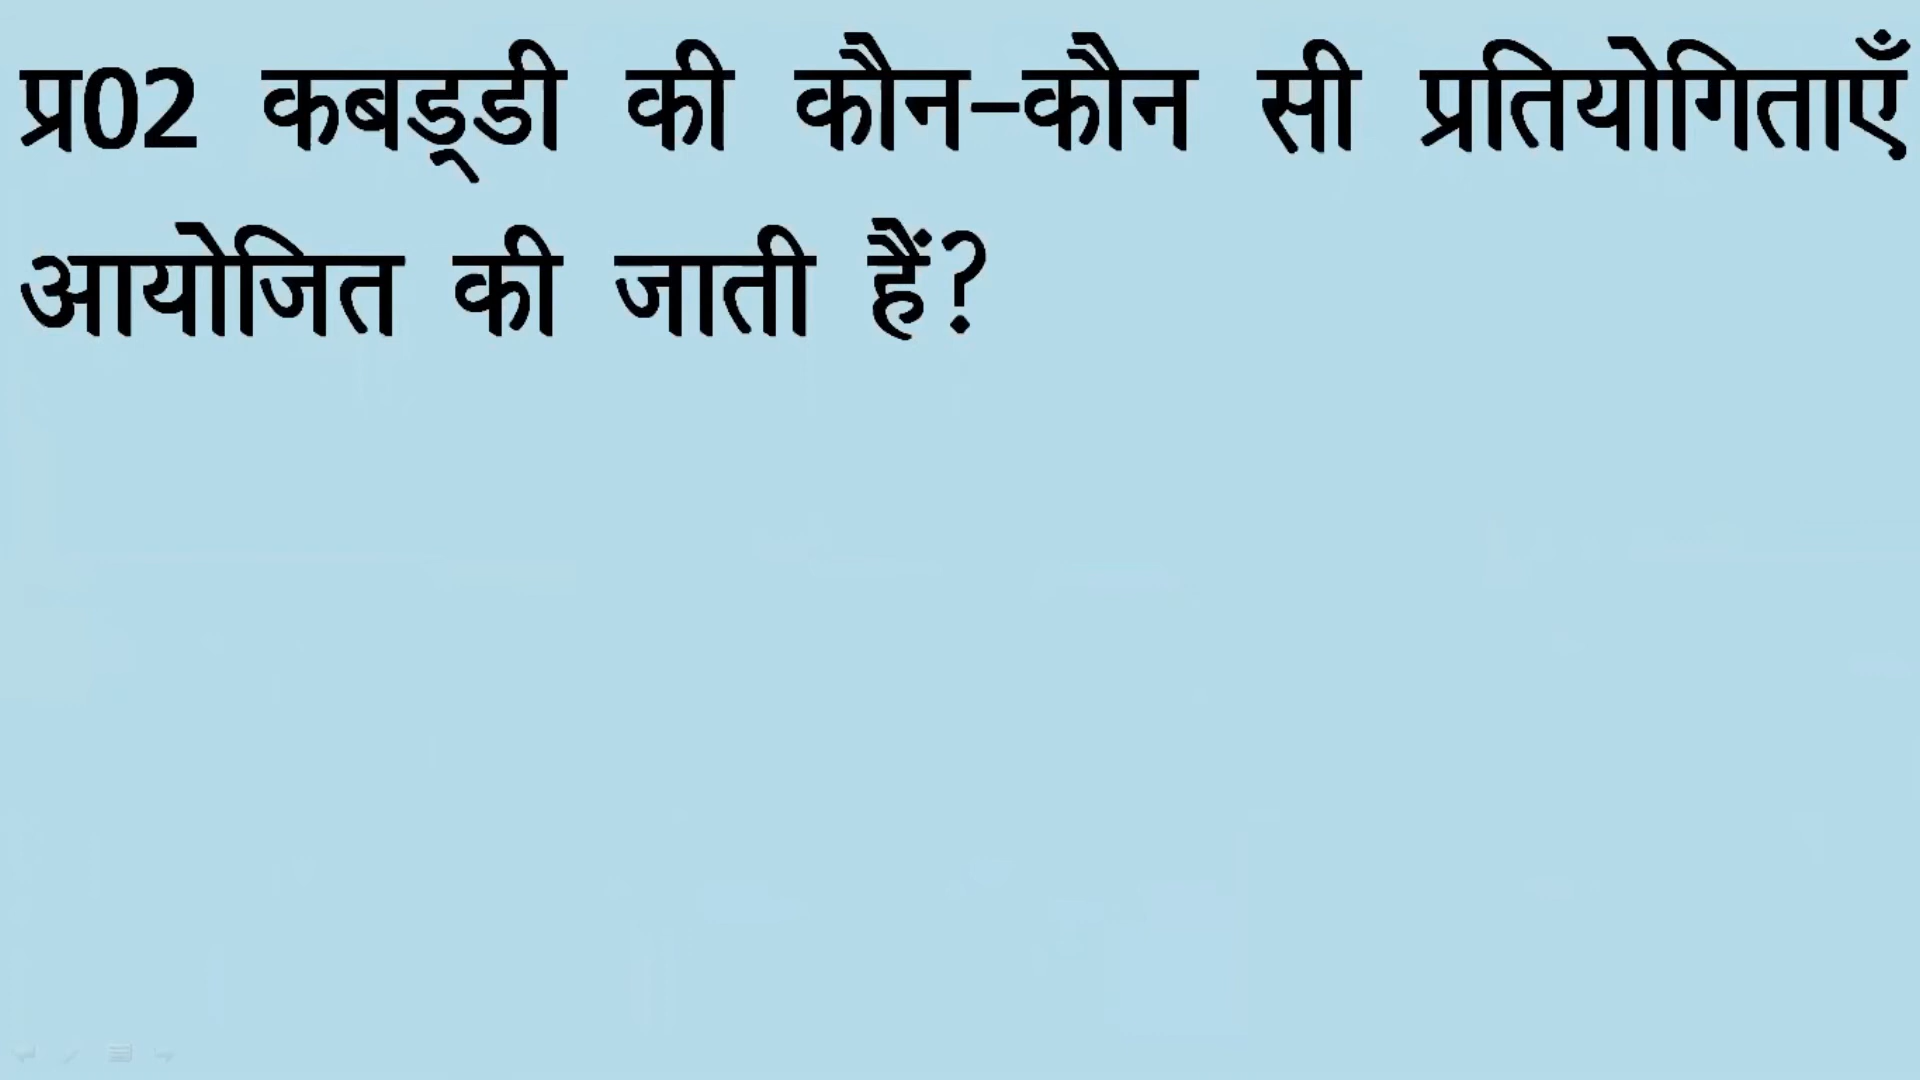 प्र02 कबड्डी की कौन-कौन सी प्रतियोगिताएँ
आयोजित की जाती हैं?